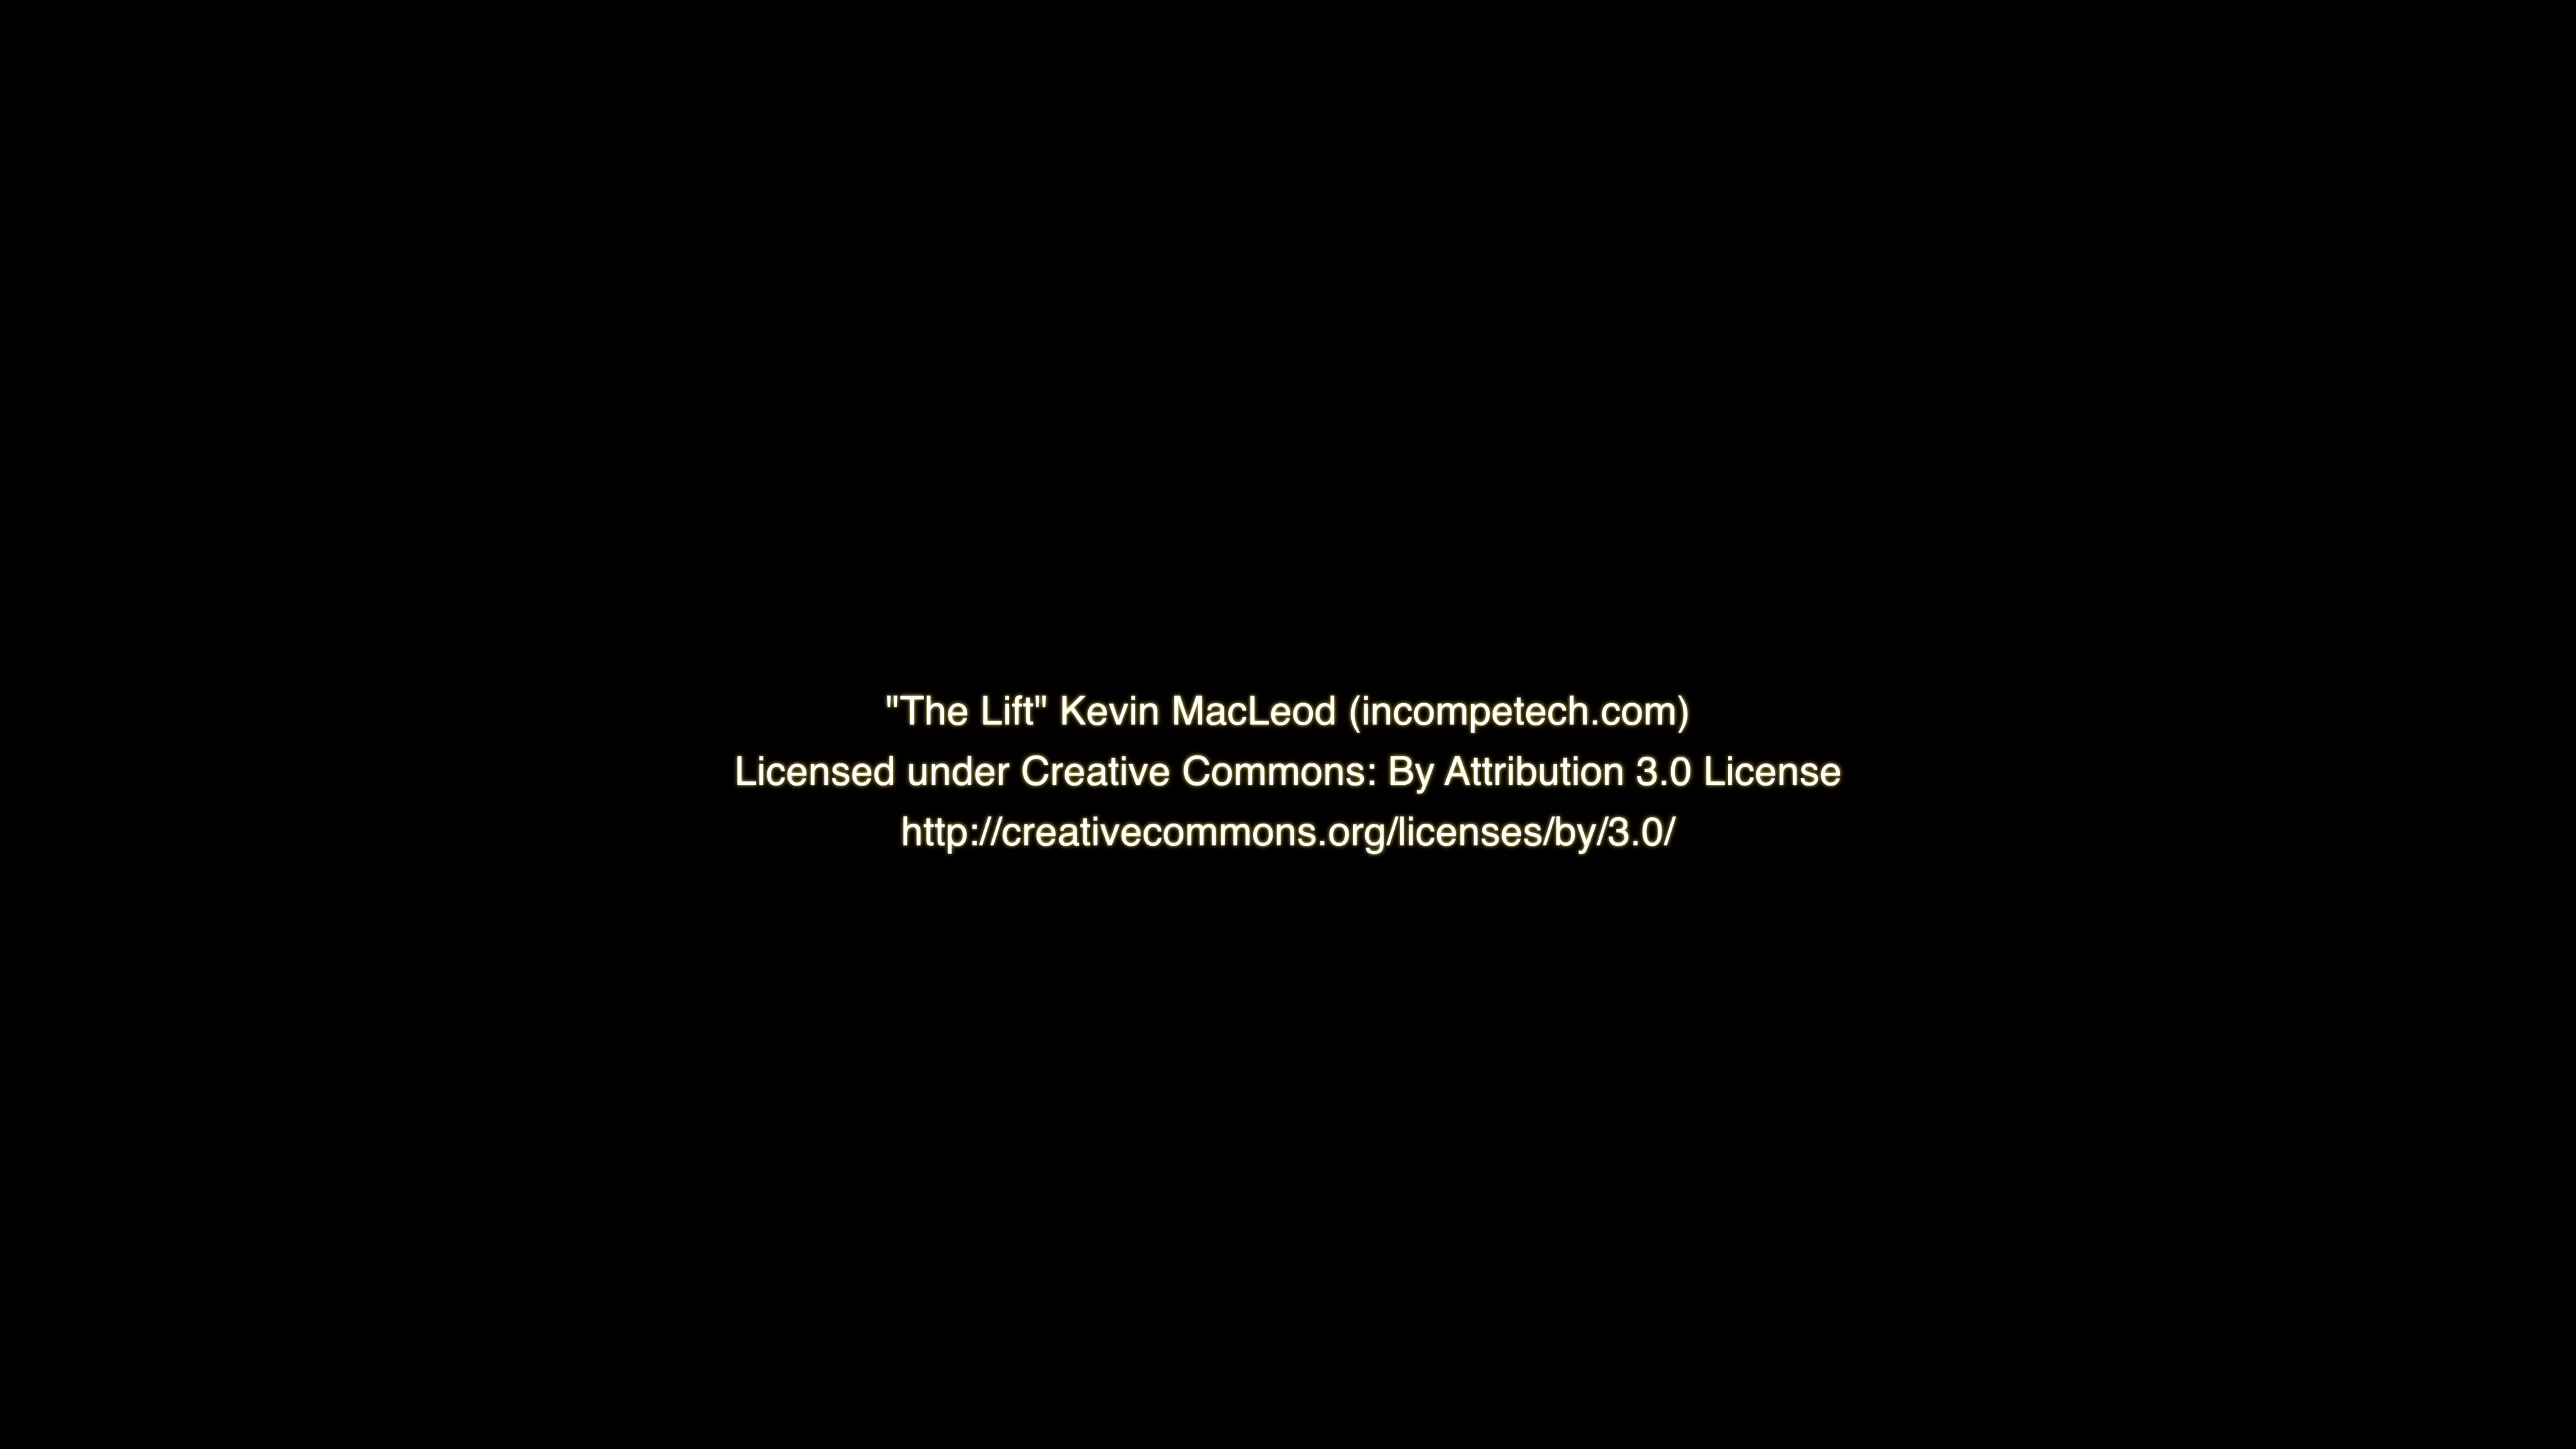 "The Lift" Kevin MacLeod (incompetech.com)
Licensed under Creative Commons: By Attribution 3.0 License
http://creativecommons.org/licenses/by/3.0/